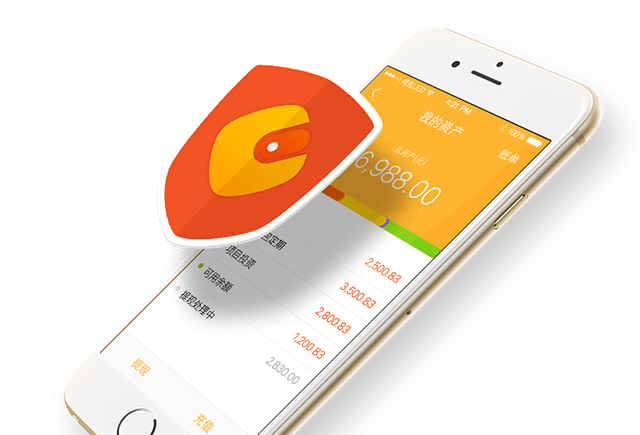 4:21 PM
100%
我的资产
账单
总资产(元)
6,988.00
定期
2,500.83
项目投资
3,500.83
可用余额
2,800.83
提现处理中
1,200.83
2,830.00
提现
充值